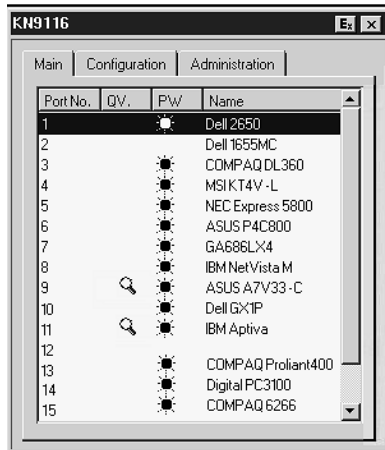 KN9116 Ex
Main Configuration Administration
Port No. QV. PW Name
1 Dell 2650
2 Dell 1655MC
3 COMPAQ DL360
4 MSI KT4V-L
5 NEC Express 5800
6 ASUS P4C800
7 GA686LX4
8 IBM NetVista M
9 ASUS A7V33-C
10 Dell GX1P
11 IBM Aptiva
12
13 COMPAQ Proliant400
14 Digital PC3100
15 COMPAQ 6266